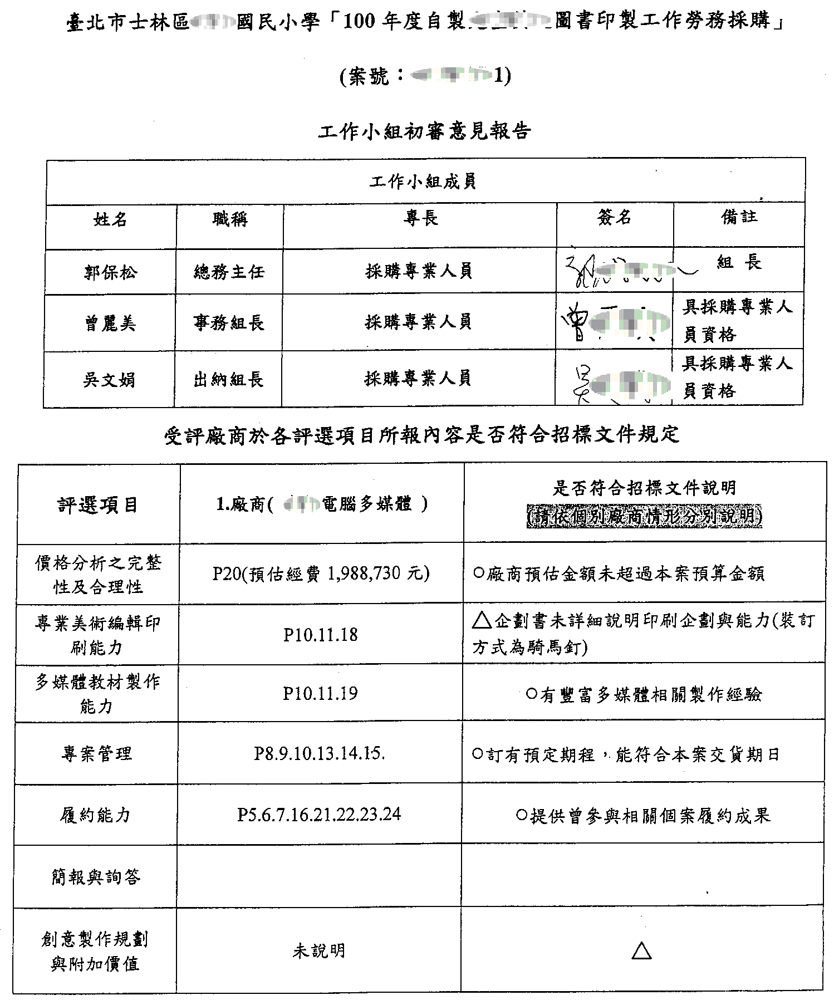 臺北市士林區 國民小學「100 年度自製 圖書印製工作勞務採購」
(案號： 1)
工作小組初審意見報告
工作小組成員
姓名 職稱 專長 簽名 備註
郭保松 總務主任 採購專業人員 組 長
曾麗美 事務組長 採購專業人員 曾 具採購專業人
員資格
吳文娟 出納組長 採購專業人員 吳 具採購專業人
員資格
受評廠商於各評選項目所報內容是否符合招標文件規定
評選項目 1.廠商( 電腦多媒體 ) 是否符合招標文件說明
(請依個別廠商情形分別說明)
價格分析之完整
性及合理性
P20(預估經費 1,988,730 元)
○廠商預估金額未超過本案預算金額
專業美術編輯印
刷能力
P10.11.18
△企劃書未詳細說明印刷企劃與能力(裝訂
方式為騎馬釘)
多媒體教材製作
能力
P10.11.19
○有豐富多媒體相關製作經驗
專案管理
P8.9.10.13.14.15.
○訂有預定期程，能符合本案交貨期日
履約能力
P5.6.7.16.21.22.23.24
○提供曾參與相關個案履約成果
簡報與詢答
創意製作規劃
與附加價值
未說明
△